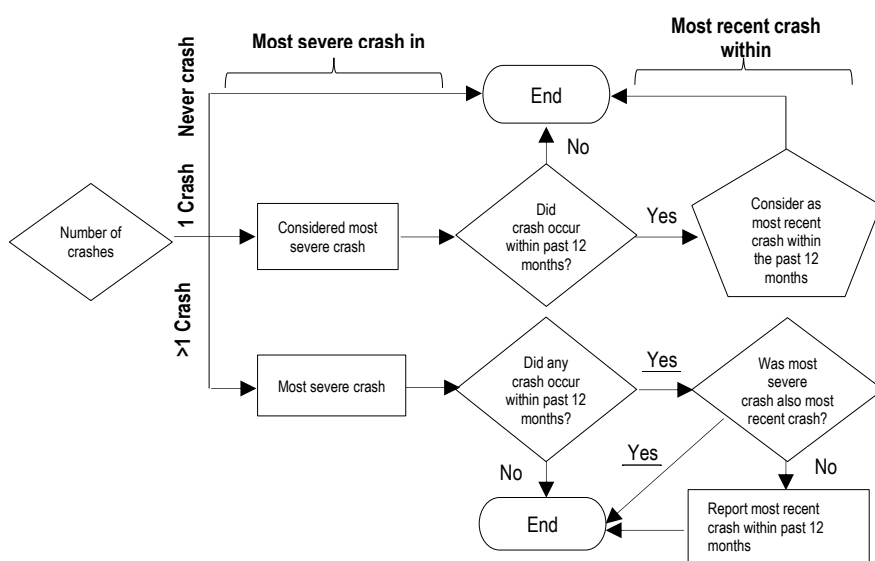 Most severe crash in
Most recent crash
within
Never crash
End
No
1 Crash
Number of
crashes
Considered most
severe crash
Did
crash occur
within past 12
months?
Yes
Consider as
most recent
crash within
the past 12
months
>1 Crash
Most severe crash
Did any
crash occur
within past 12
months?
Yes
Was most
severe
crash also most
recent crash?
Yes
No
No
End
Report most recent
crash within past 12
months